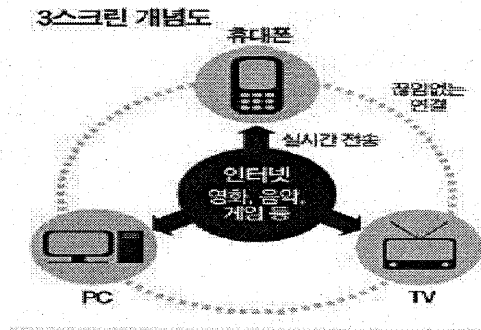 3스크린 개념도
휴대폰
끊임없는
연결
실시간 전송
인터넷
영화, 음악,
게임 등
PC
TV